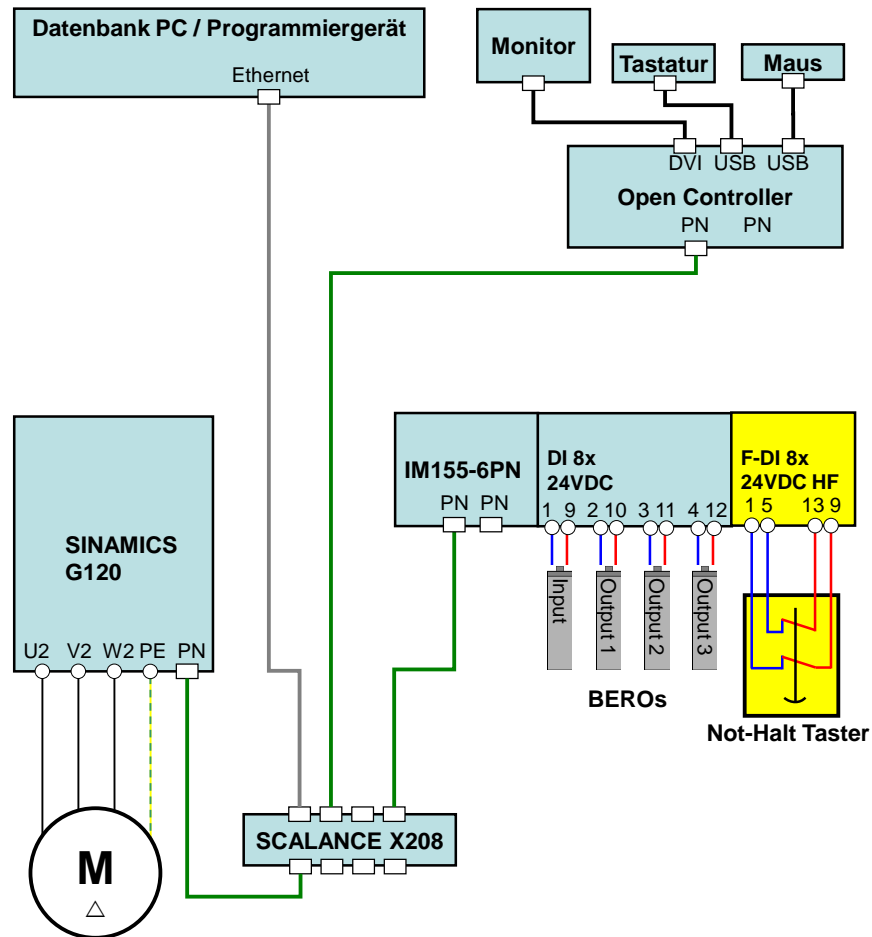 Datenbank PC / Programmiergerät
Ethernet
Monitor
Tastatur
Maus
DVI USB USB
Open Controller
PN PN
SINAMICS
G120
U2 V2 W2 PE PN
M
△
IM155-6PN
PN PN
DI 8x
24VDC
1 9 2 10 3 11 4 12
F-DI 8x
24VDC HF
1 5 13 9
Input
Output 1
Output 2
Output 3
BEROs
Not-Halt Taster
SCALANCE X208